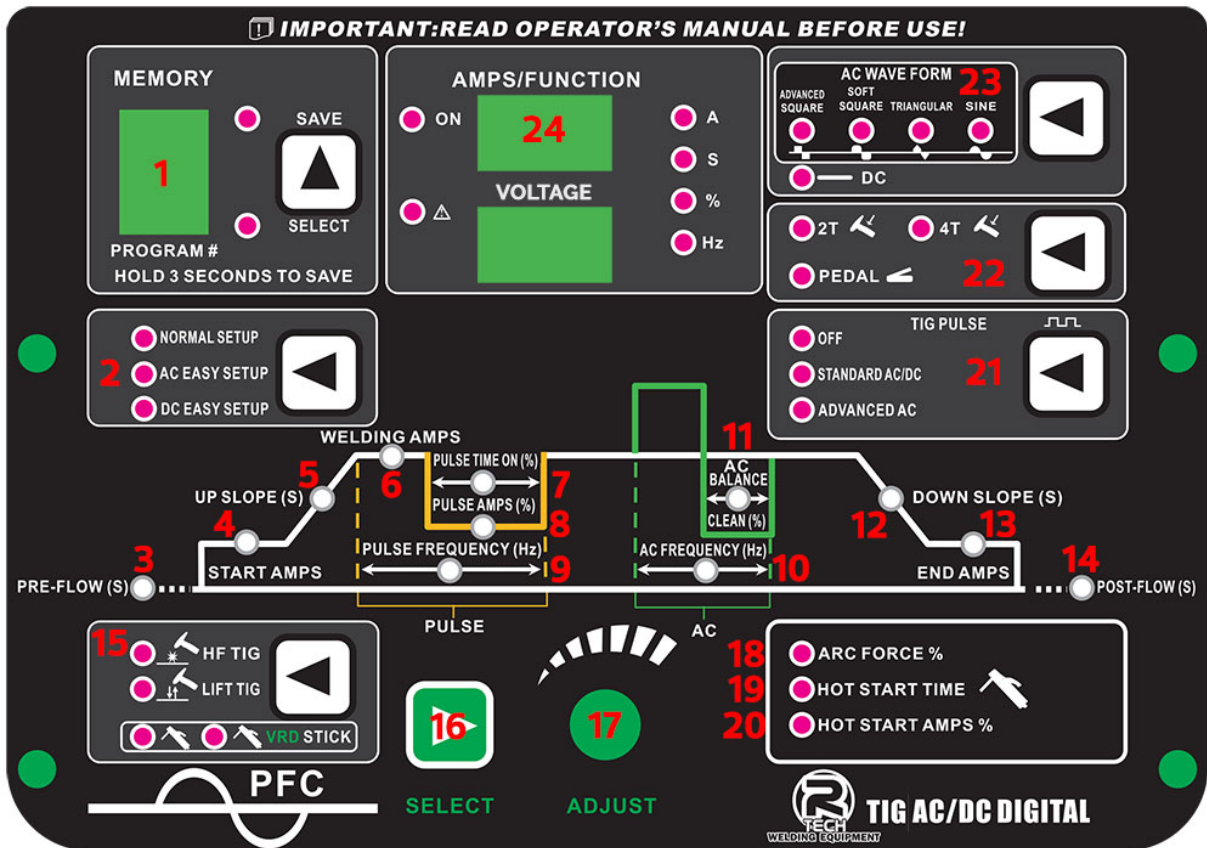 IMPORTANT:READ OPERATOR'S MANUAL BEFORE USE!
MEMORY
1
SAVE
SELECT
PROGRAM #
HOLD 3 SECONDS TO SAVE
AMPS/FUNCTION
ON
24
VOLTAGE
A
S
%
Hz
AC WAVE FORM 23
ADVANCED SQUARE
SOFT SQUARE
TRIANGULAR
SINE
DC
2T
4T
PEDAL
22
2
NORMAL SETUP
AC EASY SETUP
DC EASY SETUP
TIG PULSE
OFF
STANDARD AC/DC
ADVANCED AC
21
WELDING AMPS
6
PULSE TIME ON (%)
7
PULSE AMPS (%)
8
5
UP SLOPE (S)
4
START AMPS
3
PRE-FLOW (S)
PULSE FREQUENCY (Hz)
9
PULSE
11
AC
BALANCE
CLEAN (%)
AC FREQUENCY (Hz)
10
AC
12
DOWN SLOPE (S)
13
END AMPS
14
POST-FLOW (S)
15
HF TIG
LIFT TIG
VRD STICK
16
SELECT
17
ADJUST
18
ARC FORCE %
19
HOT START TIME
20
HOT START AMPS %
PFC
R
TECH
WELDING EQUIPMENT
TIG AC/DC DIGITAL